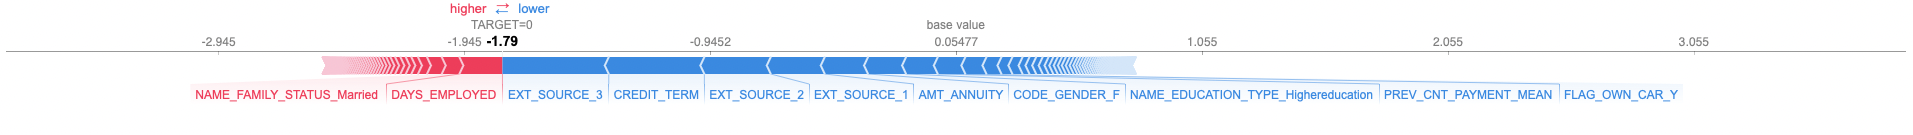 higher ⇄ lower
TARGET=0
base value
-2.945 -1.945 -1.79 -0.9452 0.05477 1.055 2.055 3.055
NAME_FAMILY_STATUS_Married DAYS_EMPLOYED EXT_SOURCE_3 CREDIT_TERM EXT_SOURCE_2 EXT_SOURCE_1 AMT_ANNUITY CODE_GENDER_F NAME_EDUCATION_TYPE_Highereducation PREV_CNT_PAYMENT_MEAN FLAG_OWN_CAR_Y